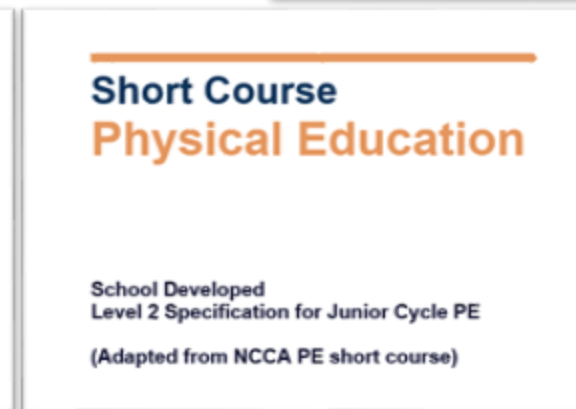 Short Course
Physical Education
School Developed
Level 2 Specification for Junior Cycle PE
(Adapted from NCCA PE short course)